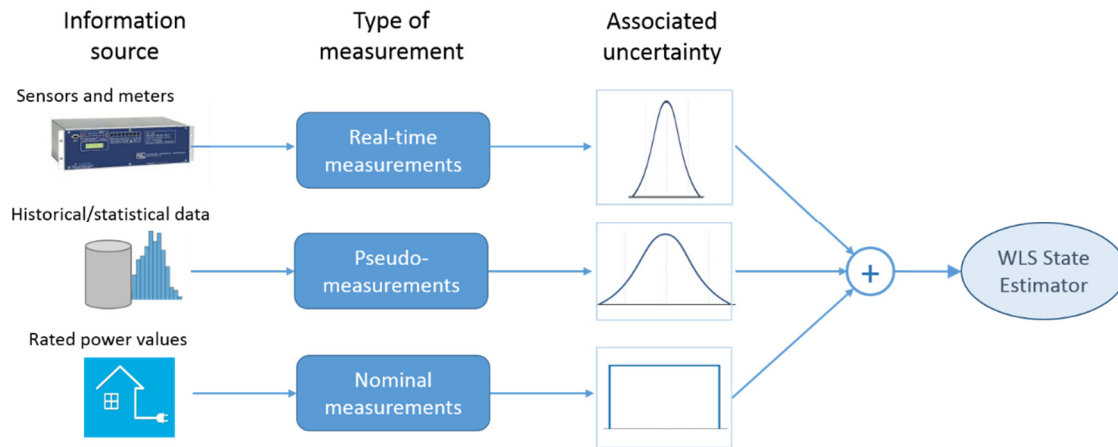 Information
source
Type of
measurement
Associated
uncertainty
Sensors and meters
Real-time
measurements
Historical/statistical data
Pseudo-
measurements
+
WLS State
Estimator
Rated power values
Nominal
measurements